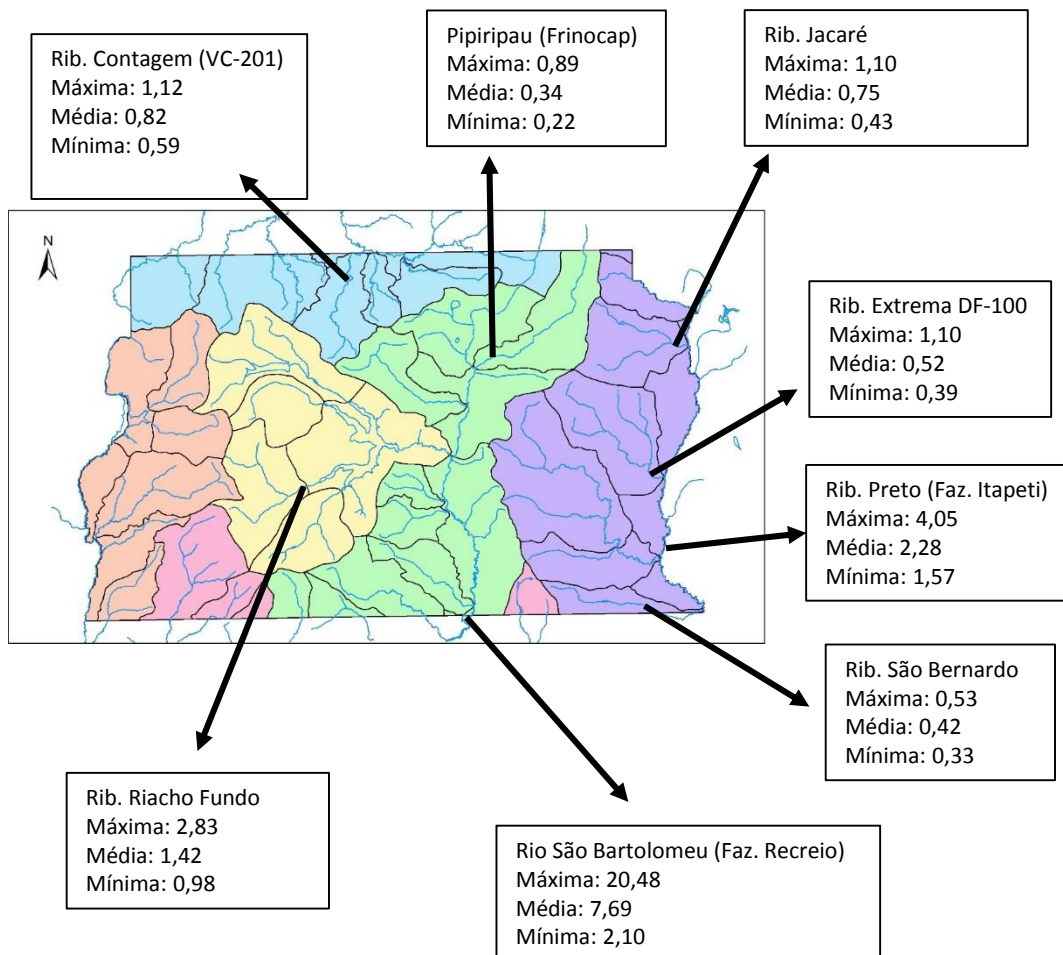 Rib. Contagem (VC-201)
Máxima: 1,12
Média: 0,82
Mínima: 0,59
Pipiripau (Frinocap)
Máxima: 0,89
Média: 0,34
Mínima: 0,22
Rib. Jacaré
Máxima: 1,10
Média: 0,75
Mínima: 0,43
N
Rib. Extrema DF-100
Máxima: 1,10
Média: 0,52
Mínima: 0,39
Rib. Preto (Faz. Itapeti)
Máxima: 4,05
Média: 2,28
Mínima: 1,57
Rib. São Bernardo
Máxima: 0,53
Média: 0,42
Mínima: 0,33
Rib. Riacho Fundo
Máxima: 2,83
Média: 1,42
Mínima: 0,98
Rio São Bartolomeu (Faz. Recreio)
Máxima: 20,48
Média: 7,69
Mínima: 2,10